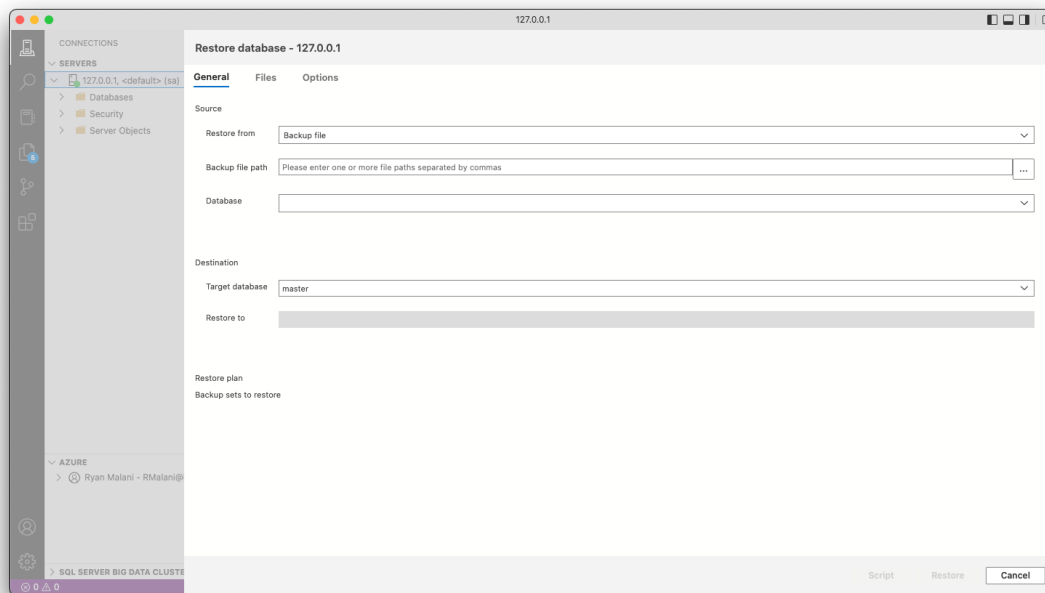 127.0.0.1
CONNECTIONS
SERVERS
127.0.0.1, <default> (sa)
Databases
Security
Server Objects
6
AZURE
Ryan Malani - RMalani@
SQL SERVER BIG DATA CLUSTE
0 0
Restore database - 127.0.0.1
General Files Options
Source
Restore from Backup file
Backup file path Please enter one or more file paths separated by commas ...
Database
Destination
Target database master
Restore to
Restore plan
Backup sets to restore
Script Restore Cancel